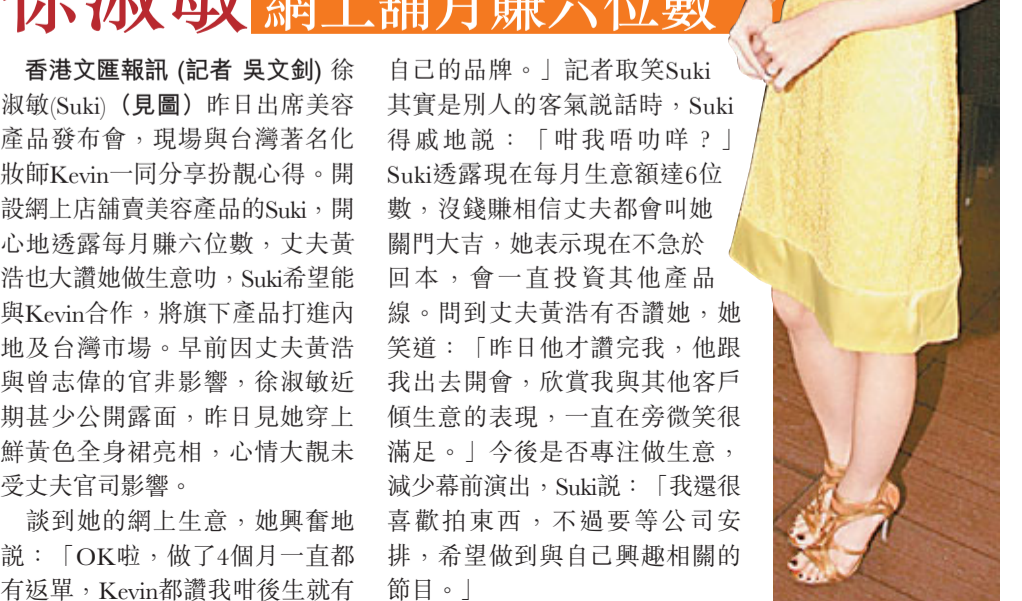 徐淑敏 網上舖月賺六位數
香港文匯報訊 (記者 吳文釗) 徐
淑敏(Suki)（見圖）昨日出席美容
產品發布會，現場與台灣著名化
妝師Kevin一同分享扮靚心得。開
設網上店舖賣美容產品的Suki，開
心地透露每月賺六位數，丈夫黃
浩也大讚她做生意叻，Suki希望能
與Kevin合作，將旗下產品打進內
地及台灣市場。早前因丈夫黃浩
與曾志偉的官非影響，徐淑敏近
期甚少公開露面，昨日見她穿上
鮮黃色全身裙亮相，心情大靚未
受丈夫官司影響。
談到她的網上生意，她興奮地
説：「OK啦，做了4個月一直都
有返單，Kevin都讚我咁後生就有
自己的品牌。」記者取笑Suki
其實是別人的客氣説話時，Suki
得戚地説：「咁我唔叻咩？」
Suki透露現在每月生意額達6位
數，沒錢賺相信丈夫都會叫她
關門大吉，她表示現在不急於
回本，會一直投資其他產品
線。問到丈夫黃浩有否讚她，她
笑道：「昨日他才讚完我，他跟
我出去開會，欣賞我與其他客戶
傾生意的表現，一直在旁微笑很
滿足。」今後是否專注做生意，
減少幕前演出，Suki説：「我還很
喜歡拍東西，不過要等公司安
排，希望做到與自己興趣相關的
節目。」